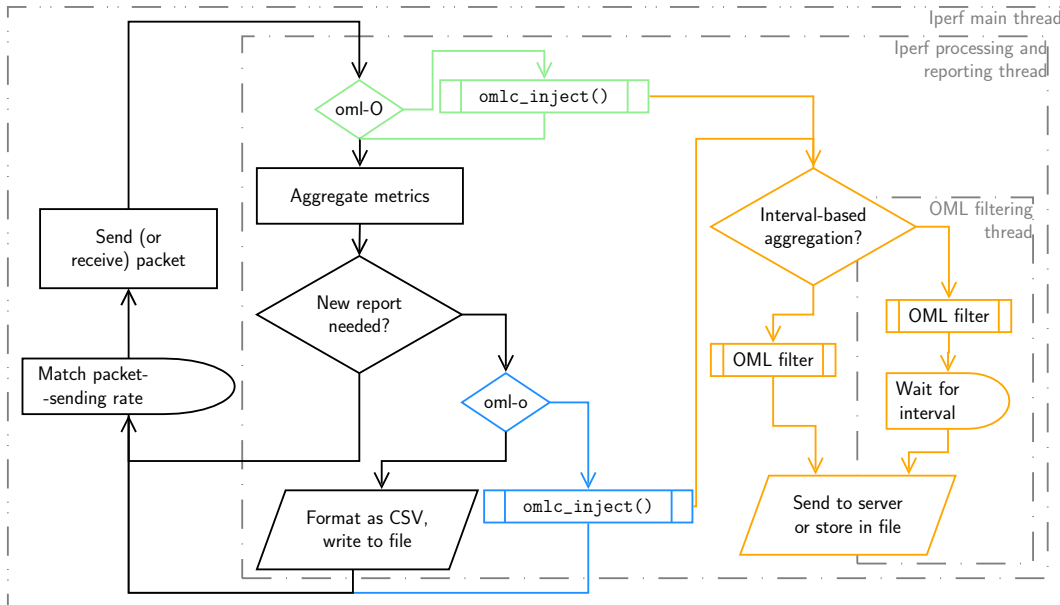 Iperf main thread
Iperf processing and
reporting thread
oml-O
omlc_inject()
Aggregate metrics
Interval-based
aggregation?
OML filtering
thread
Send (or
receive) packet
New report
needed?
OML filter
OML filter
Match packet-
-sending rate
oml-o
Wait for
interval
Format as CSV,
write to file
omlc_inject()
Send to server
or store in file